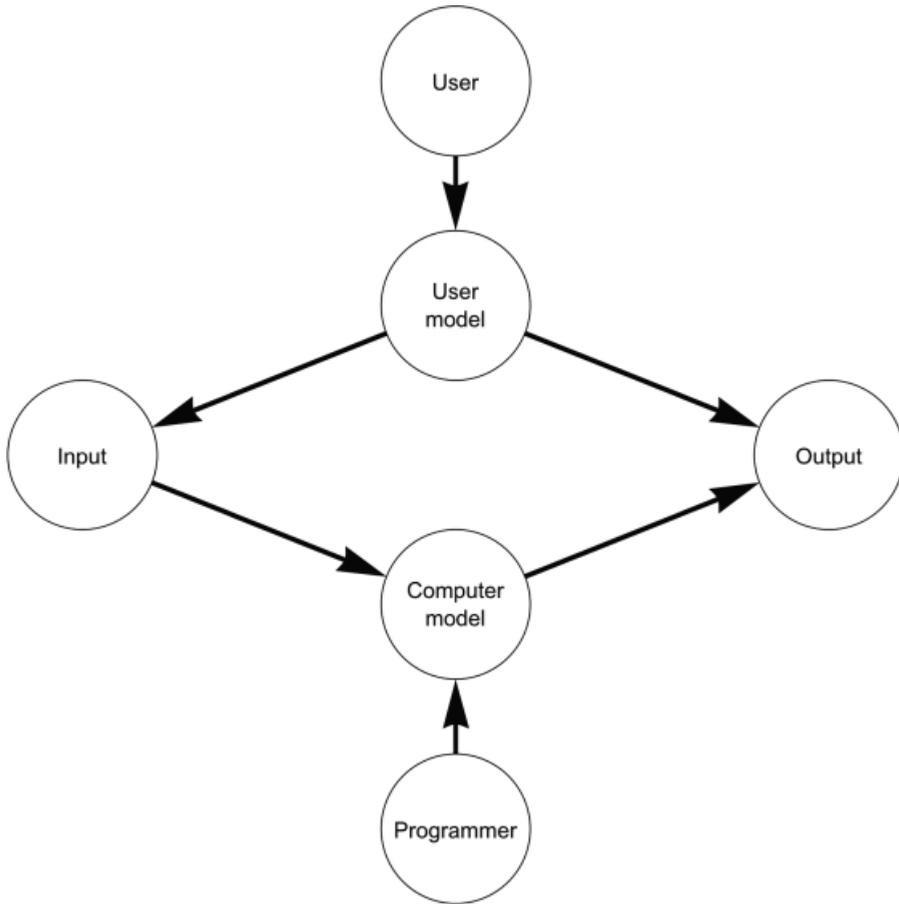 User
User
model
Input
Output
Computer
model
Programmer